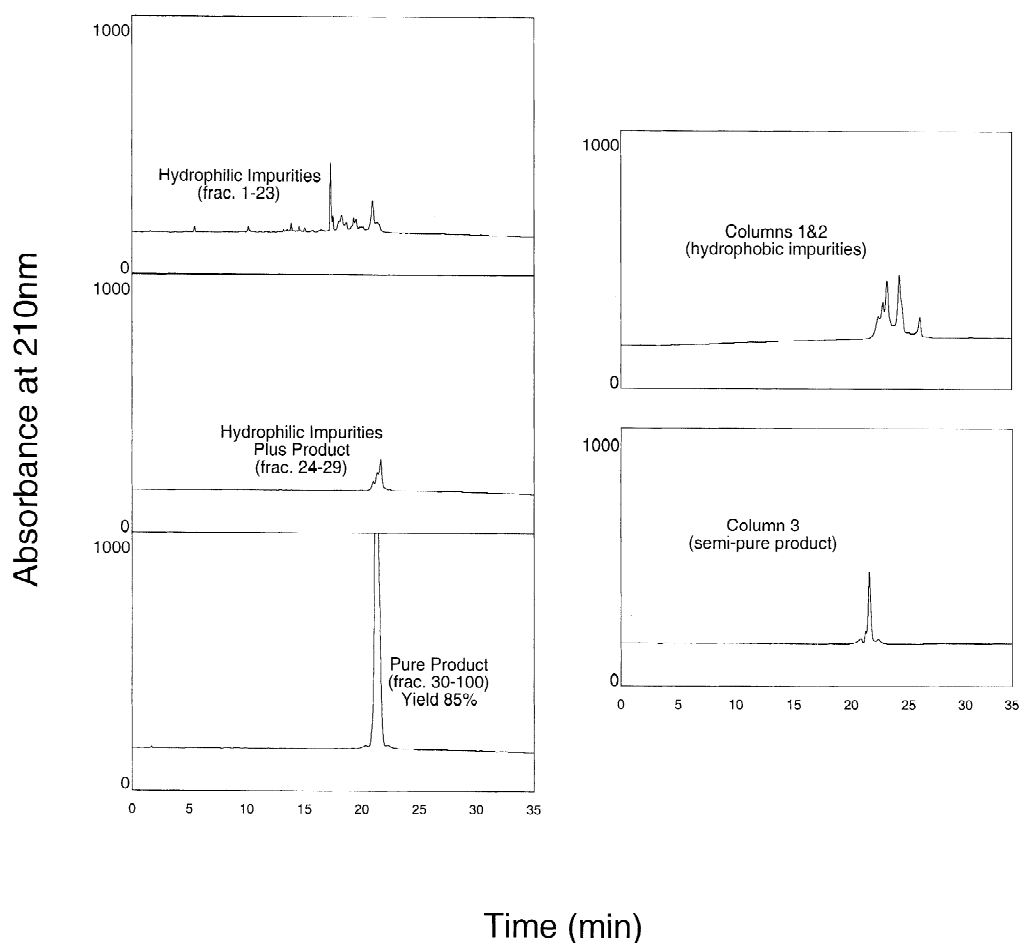 Absorbance at 210nm
1000
Hydrophilic Impurities
(frac. 1-23)
0
1000
Hydrophilic Impurities
Plus Product
(frac. 24-29)
0
1000
Pure Product
(frac. 30-100)
Yield 85%
0
0 5 10 15 20 25 30 35
1000
Columns 1&2
(hydrophobic impurities)
0
1000
Column 3
(semi-pure product)
0
0 5 10 15 20 25 30 35
Time (min)